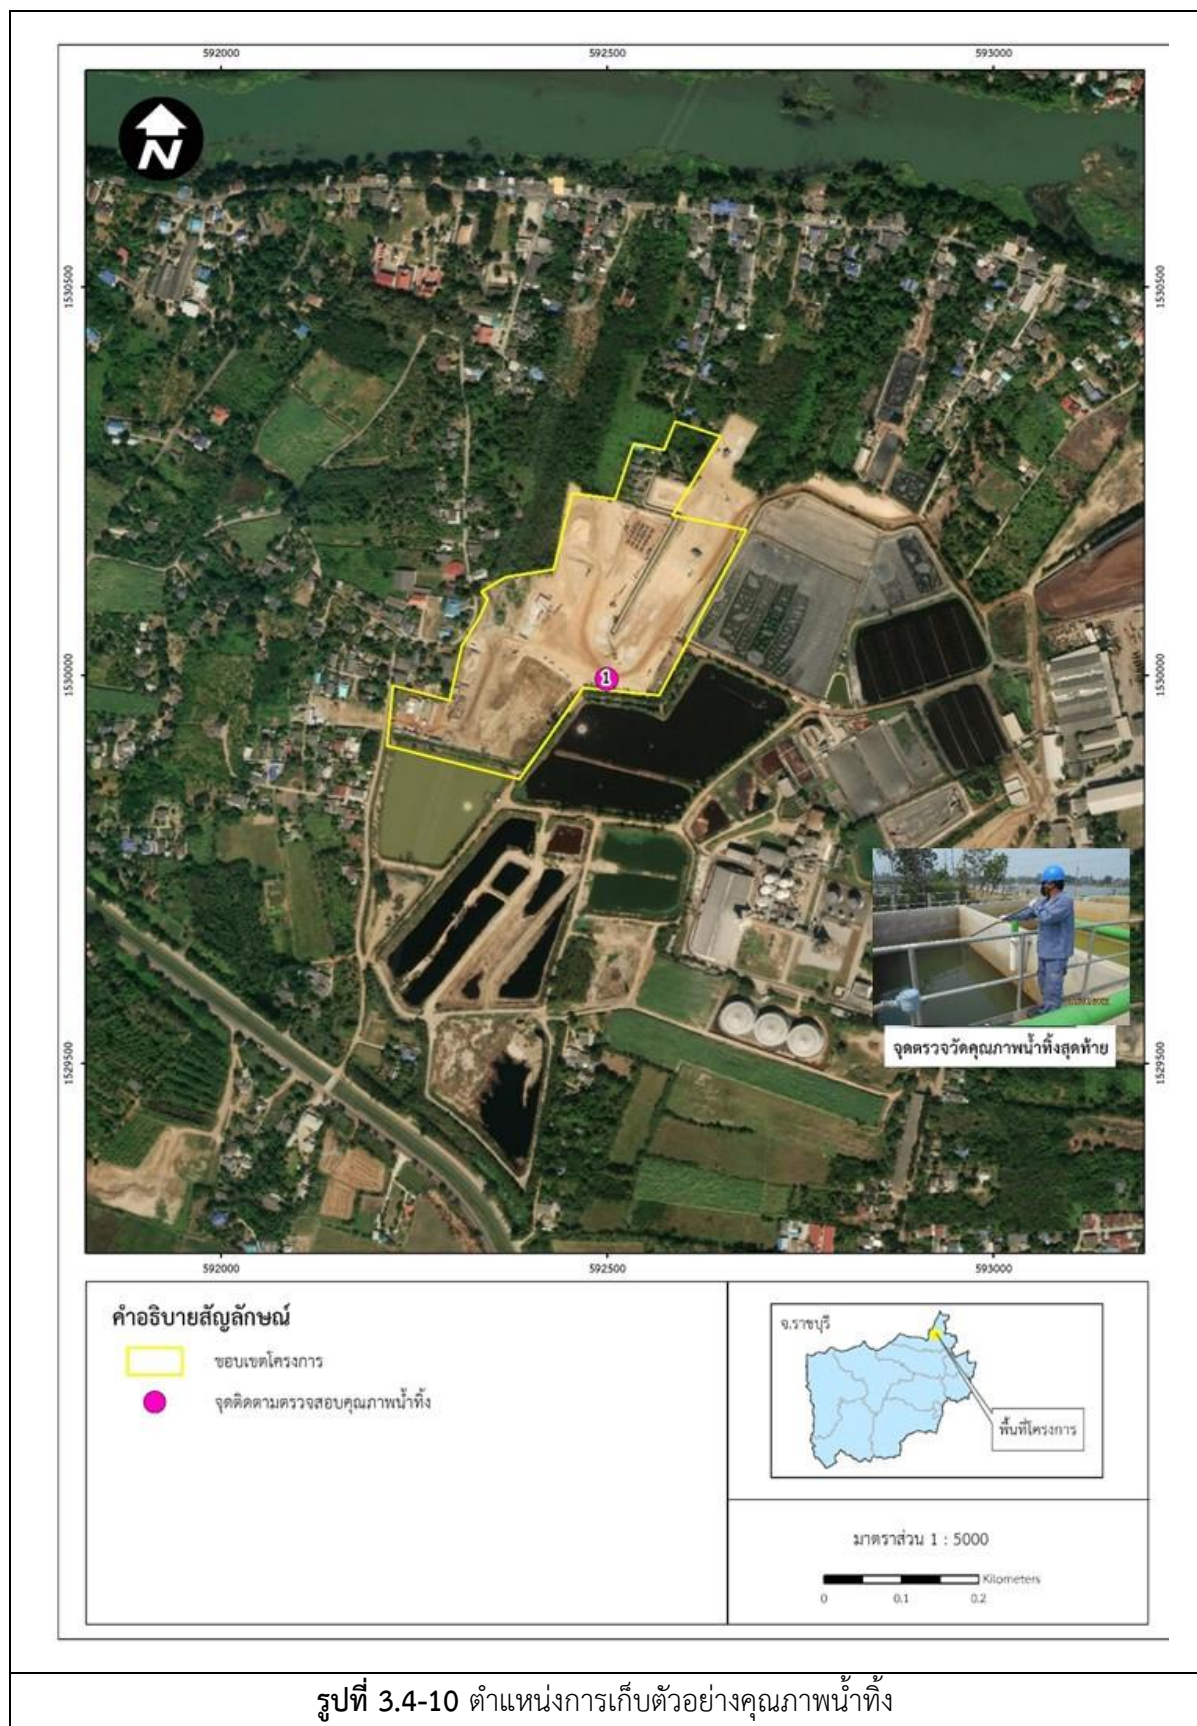 592000 592500 593000
N
1530500 1530500
1530000 1530000
1
1529500 1529500
จุดตรวจวัดคุณภาพน้ำทิ้งสุดท้าย
592000 592500 593000
คำอธิบายสัญลักษณ์
ขอบเขตโครงการ
จุดติดตามตรวจสอบคุณภาพน้ำทิ้ง
จ.ราชบุรี
พื้นที่โครงการ
มาตราส่วน 1 : 5000
Kilometers
0 0.1 0.2
รูปที่ 3.4-10 ตำแหน่งการเก็บตัวอย่างคุณภาพน้ำทิ้ง